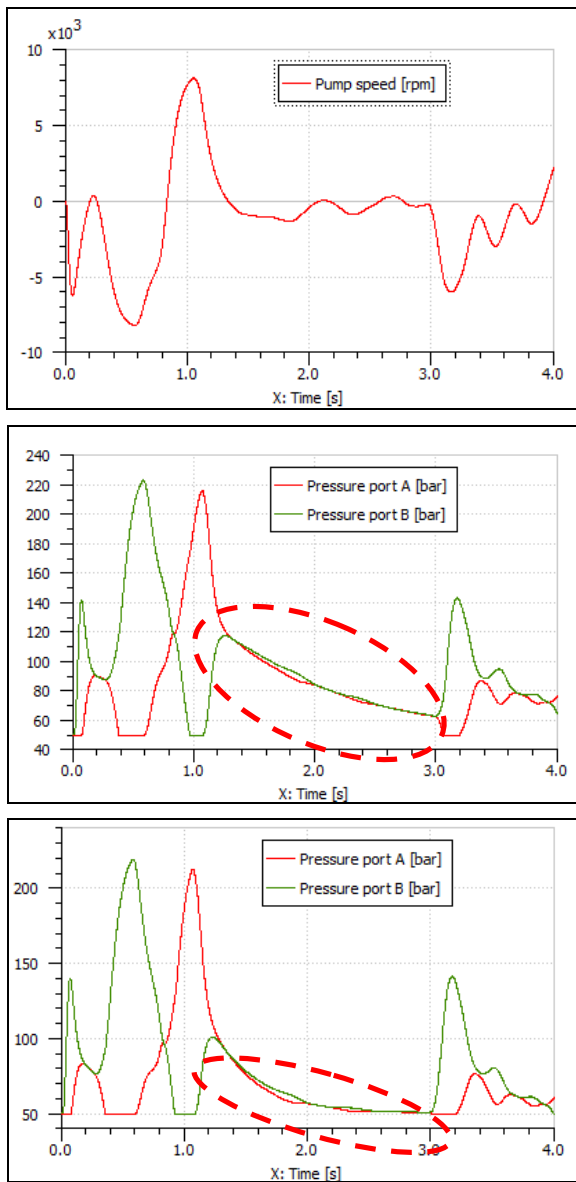 x10³
10
5
0
-5
-10
Pump speed [rpm]
0.0 1.0 2.0 3.0 4.0
X: Time [s]
240
220
200
180
160
140
120
100
80
60
40
Pressure port A [bar]
Pressure port B [bar]
0.0 1.0 2.0 3.0 4.0
X: Time [s]
200
150
100
50
Pressure port A [bar]
Pressure port B [bar]
0.0 1.0 2.0 3.0 4.0
X: Time [s]